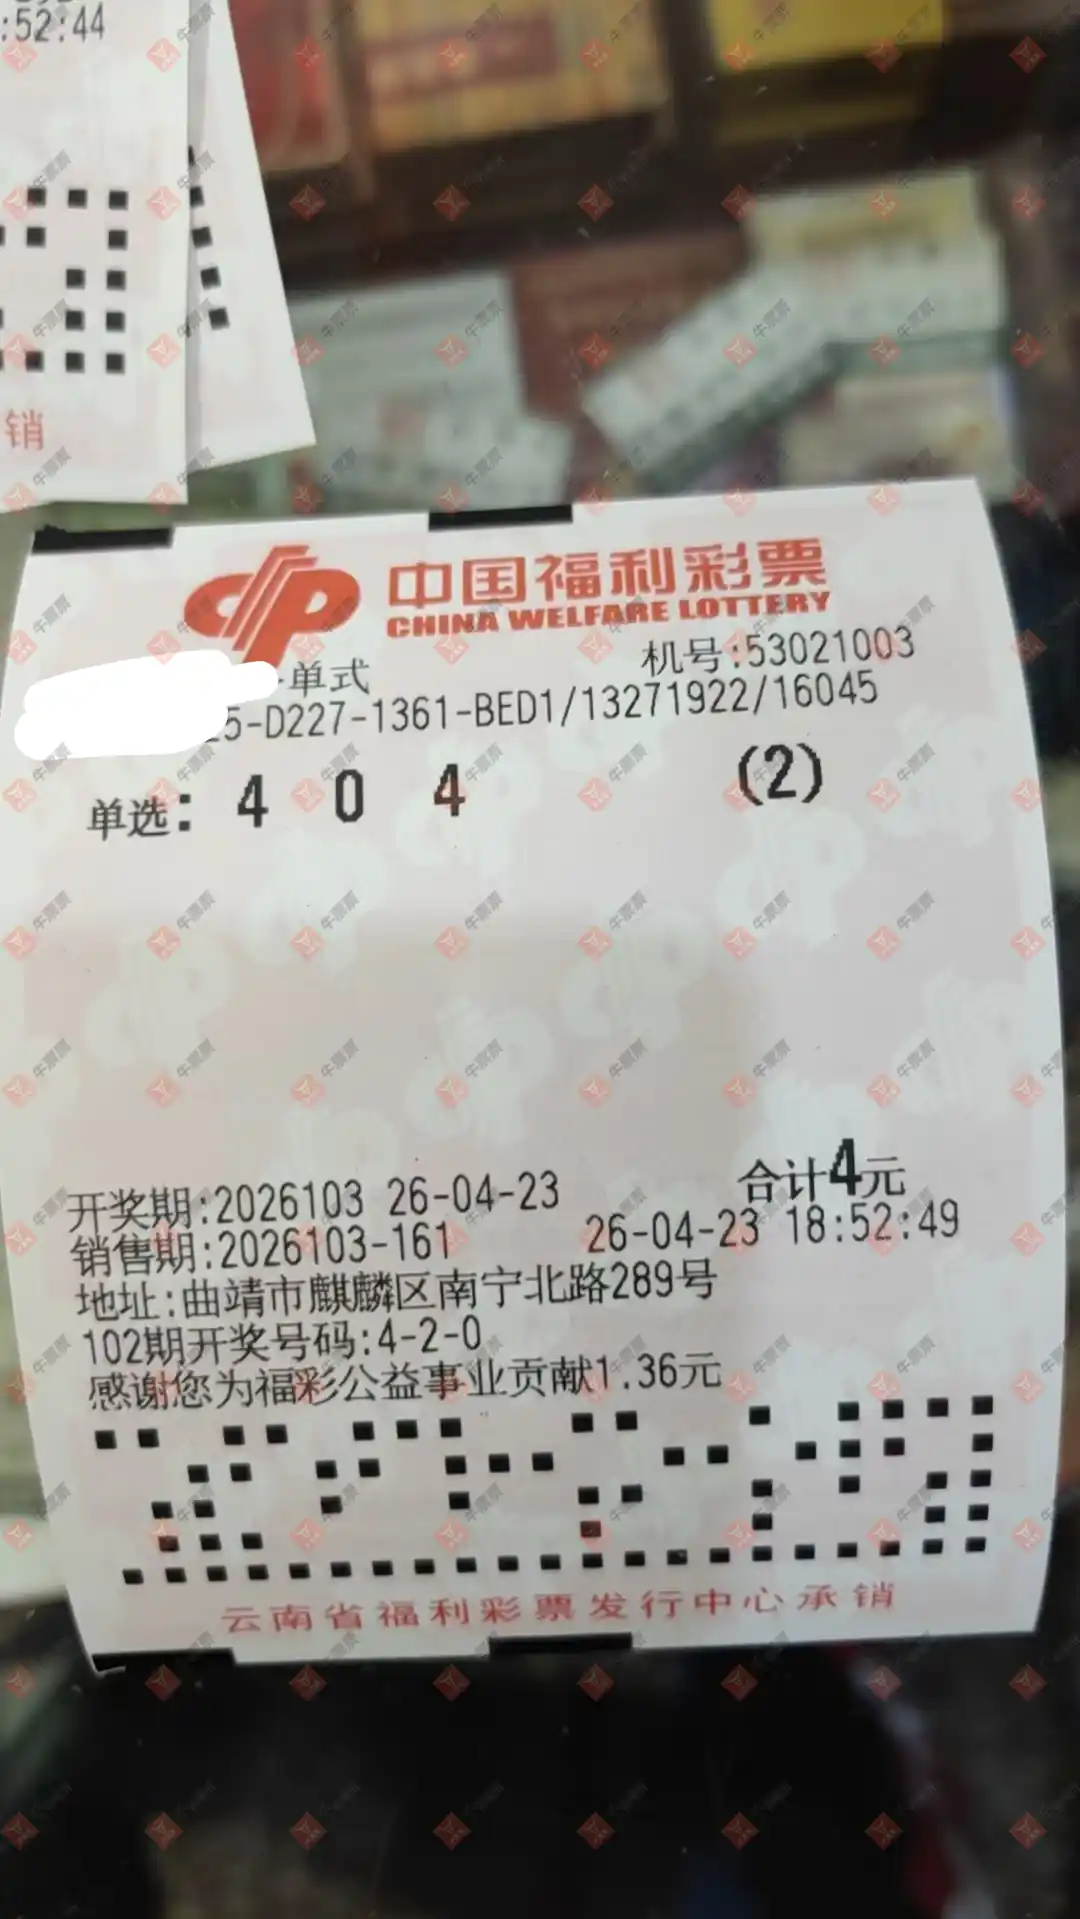 :52:44
销
中国福利彩票
CHINA WELFARE LOTTERY
机号:53021003
-单式
25-D227-1361-BED1/13271922/16045
单选: 4 0 4 (2)
合计4元
开奖期:2026103 26-04-23
销售期:2026103-161 26-04-23 18:52:49
地址:曲靖市麒麟区南宁北路289号
102期开奖号码:4-2-0
感谢您为福彩公益事业贡献1.36元
云南省福利彩票发行中心承销
牛票票